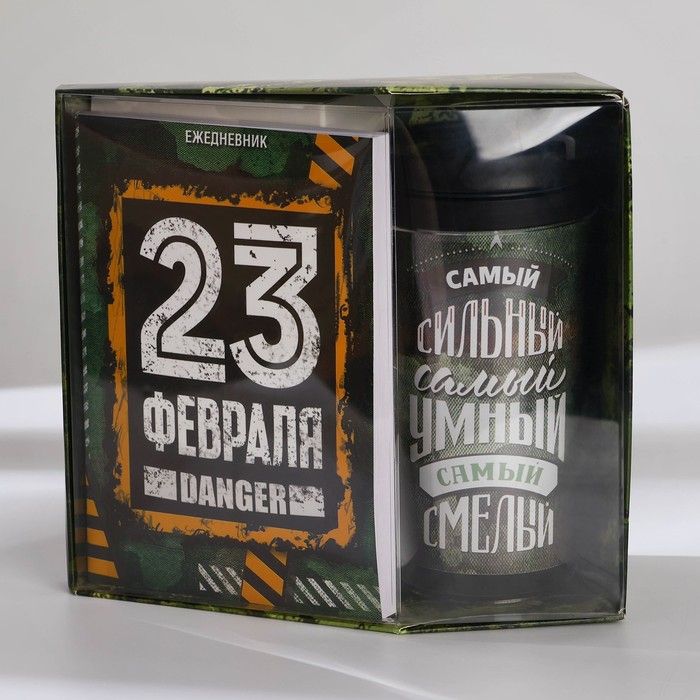 ЕЖЕДНЕВНИК
23
ФЕВРАЛЯ
DANGER
САМЫЙ
СИЛЬНЫЙ
самый
УМНЫЙ
САМЫЙ
СМЕЛЫЙ